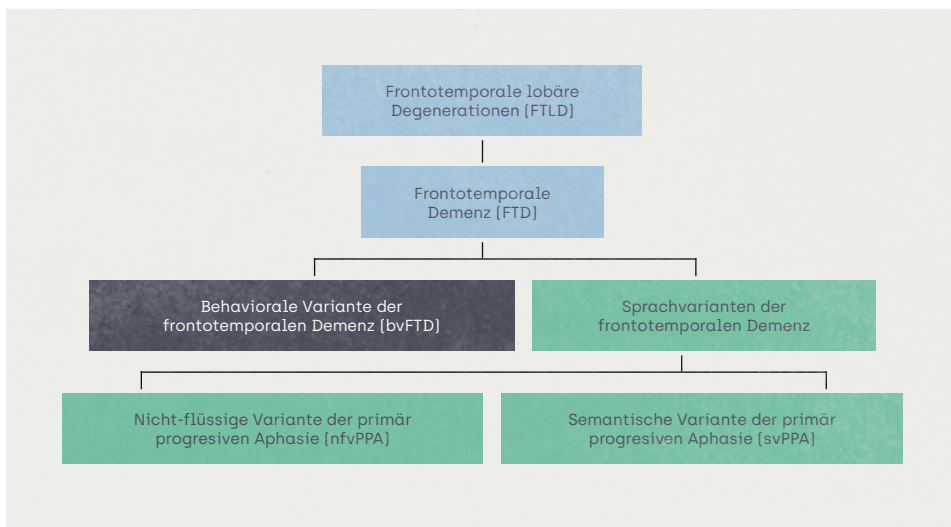 Frontotemporale lobäre
Degenerationen (FTLD)
Frontotemporale
Demenz (FTD)
Behaviorale Variante der
frontotemporalen Demenz (bvFTD)
Sprachvarianten der
frontotemporalen Demenz
Nicht-flüssige Variante der primär
progresiven Aphasie (nfvPPA)
Semantische Variante der primär
progresiven Aphasie (svPPA)